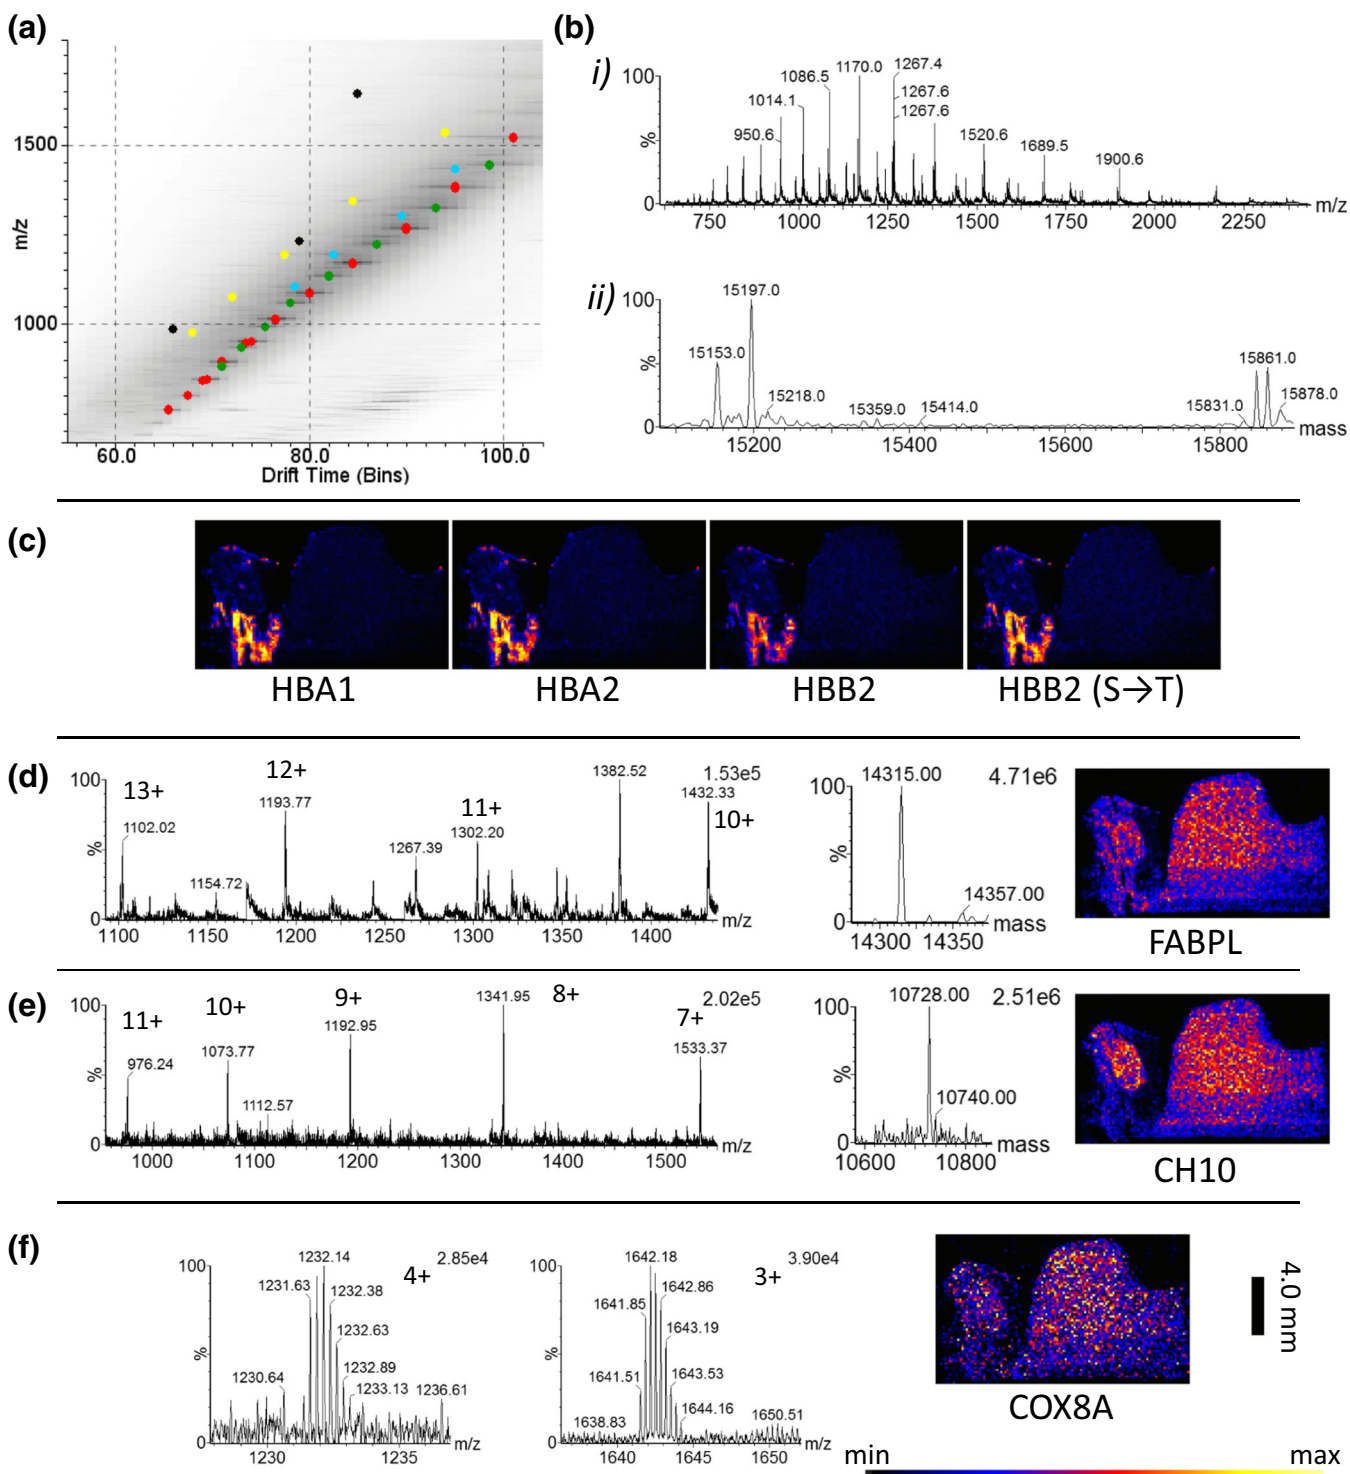 (a)
1500
1000
m/z
60.0 80.0 100.0
Drift Time (Bins)
(b)
i)
100
%
0
950.6
1014.1
1086.5
1170.0
1267.4
1267.6
1267.6
1520.6
1689.5
1900.6
750 1000 1250 1500 1750 2000 2250 m/z
ii)
100
%
0
15153.0
15197.0
15218.0
15359.0
15414.0
15831.0
15861.0
15878.0
15200 15400 15600 15800 mass
(c)
HBA1 HBA2 HBB2 HBB2 (S→T)
(d)
100
%
0
13+
1102.02
1154.72
12+
1193.77
1267.39
11+
1302.20
1382.52
1.53e5
1432.33
10+
1100 1150 1200 1250 1300 1350 1400 m/z
100
%
0
14315.00
4.71e6
14357.00
14300 14350 mass
FABPL
(e)
100
%
0
11+
976.24
10+
1073.77
1112.57
9+
1192.95
1341.95
8+
2.02e5
7+
1533.37
1000 1100 1200 1300 1400 1500 m/z
100
%
0
10728.00
2.51e6
10740.00
10600 10800 mass
CH10
(f)
100
%
0
1230.64
1231.63
1232.14
1232.38
1232.63
1232.89
1233.13
1236.61
4+
2.85e4
1230 1235 m/z
100
%
0
1638.83
1641.51
1641.85
1642.18
1642.86
1643.19
1643.53
1644.16
1650.51
3+
3.90e4
1640 1645 1650 m/z
COX8A
4.0 mm
min max